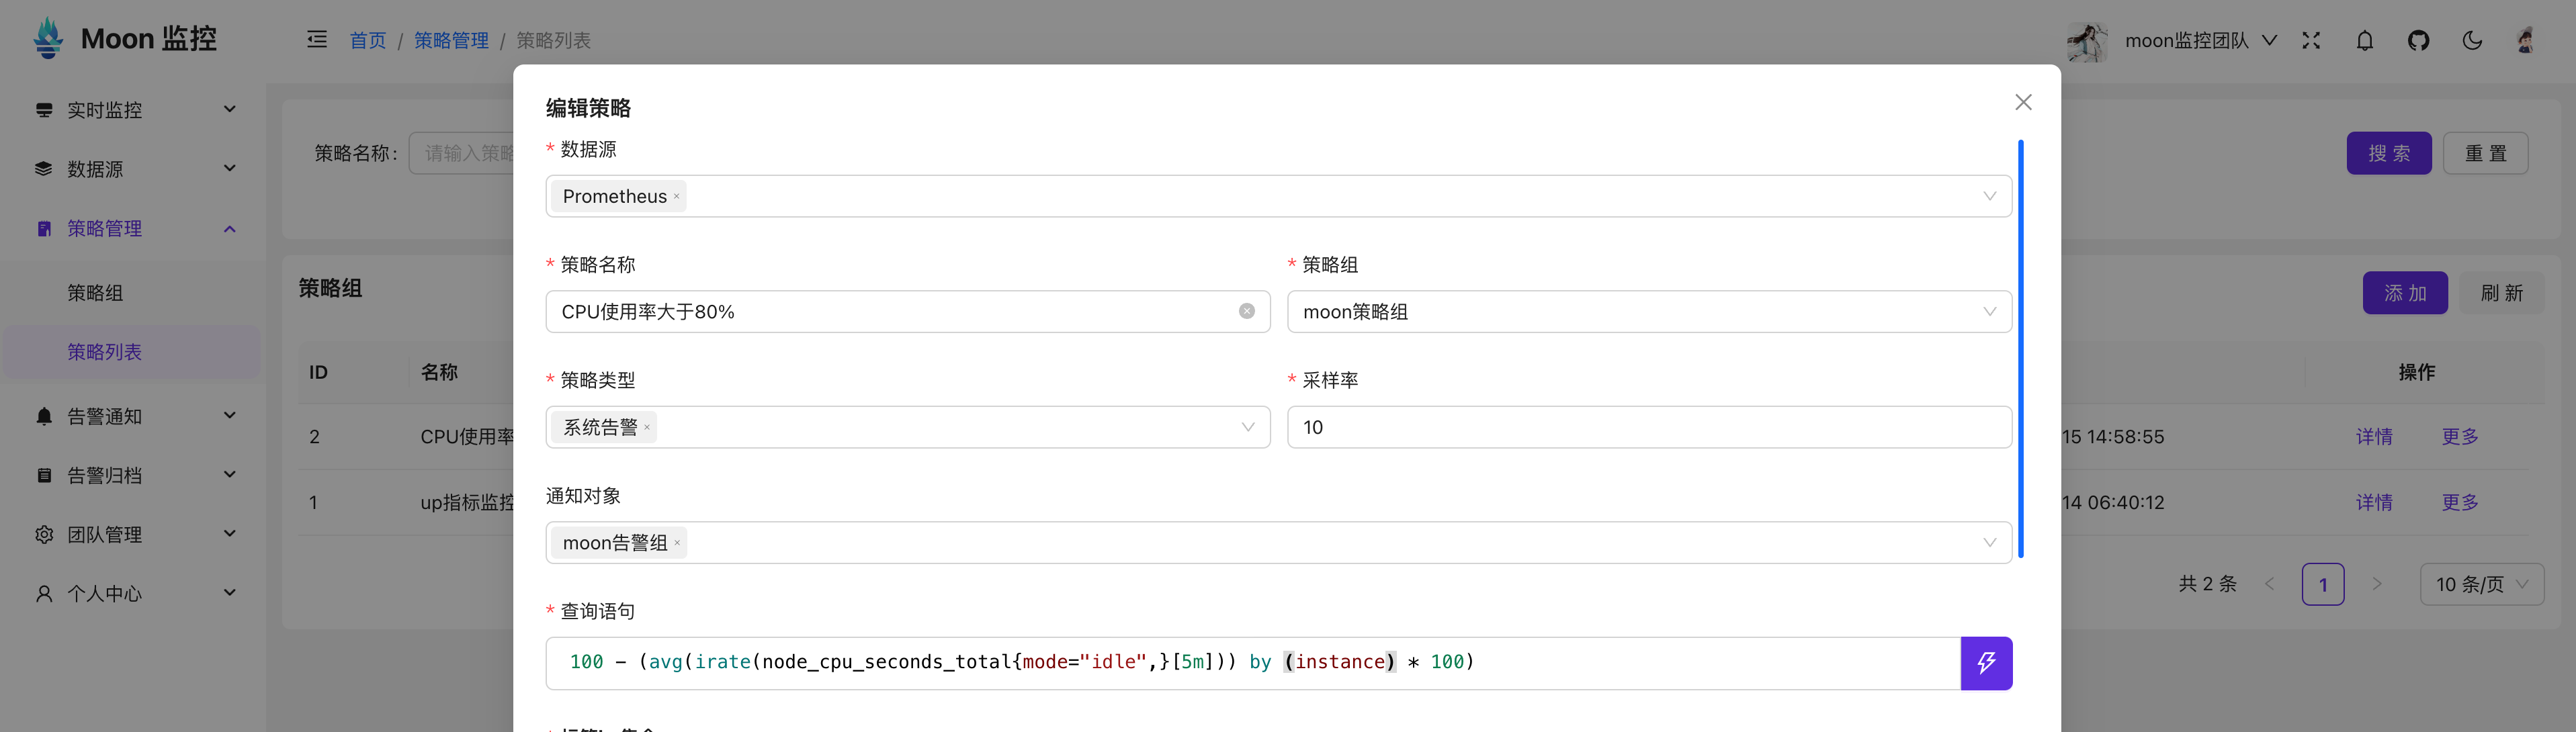 Moon 监控
首页 / 策略管理 / 策略列表
moon监控团队
实时监控
数据源
策略管理
策略组
策略列表
告警通知
告警归档
团队管理
个人中心
策略名称:
请输入策略
搜 索
重 置
策略组
添 加
刷 新
ID 名称 操作
2 CPU使用率 15 14:58:55 详情 更多
1 up指标监控 14 06:40:12 详情 更多
共 2 条 < 1 > 10 条/页
编辑策略
* 数据源
Prometheus ×
* 策略名称
CPU使用率大于80%
* 策略组
moon策略组
* 策略类型
系统告警 ×
* 采样率
10
通知对象
moon告警组 ×
* 查询语句
100 - (avg(irate(node_cpu_seconds_total{mode="idle",}[5m])) by (instance) * 100)